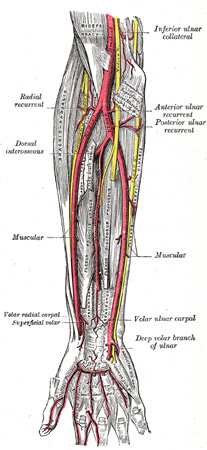 BICEPS
Inferior ulnar
collateral
Radial
recurrent
Anterior ulnar
recurrent
Posterior ulnar
recurrent
Dorsal
interosseous
Muscular
Muscular
Volar radial carpal
Superficial volar
Volar ulnar carpal
Deep volar branch
of ulnar